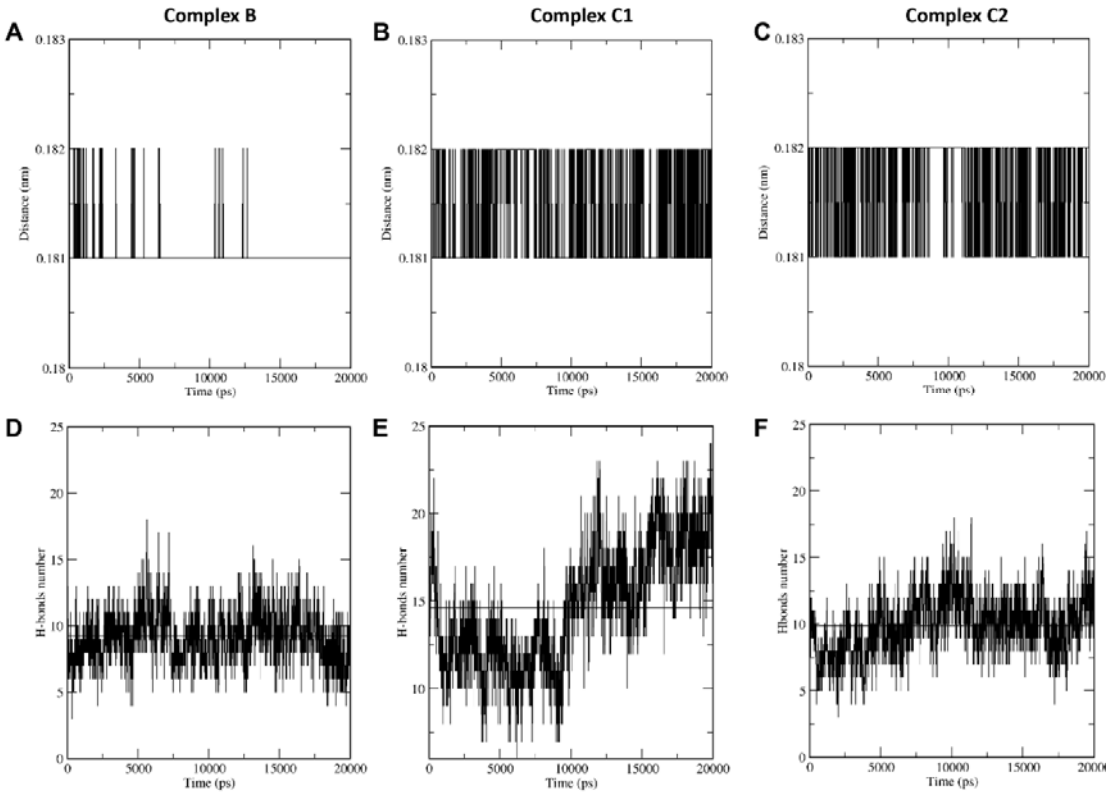 Complex B
Complex C1
Complex C2
A
0.183
0.182
0.181
0.18
Distance (nm)
0 5000 10000 15000 20000
Time (ps)
B
0.183
0.182
0.181
0.18
Distance (nm)
0 5000 10000 15000 20000
Time (ps)
C
0.183
0.182
0.181
0.18
Distance (nm)
0 5000 10000 15000 20000
Time (ps)
D
25
20
15
10
5
0
H-bonds number
0 5000 10000 15000 20000
Time (ps)
E
25
20
15
10
H-bonds number
0 5000 10000 15000 20000
Time (ps)
F
25
20
15
10
5
0
Hbonds number
0 5000 10000 15000 20000
Time (ps)